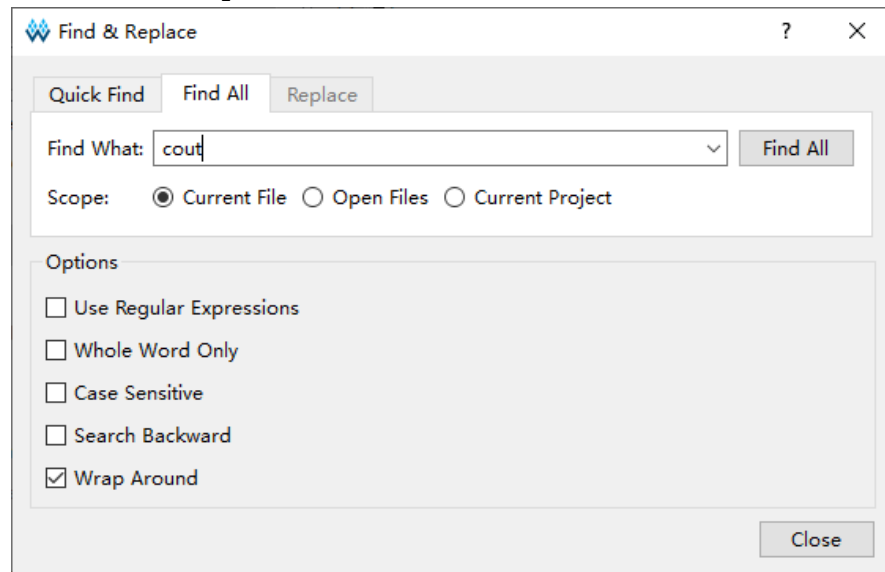 Find & Replace ?
Quick Find Find All Replace
Find What: cout Find All
Scope: Current File Open Files Current Project
Options
Use Regular Expressions
Whole Word Only
Case Sensitive
Search Backward
Wrap Around
Close